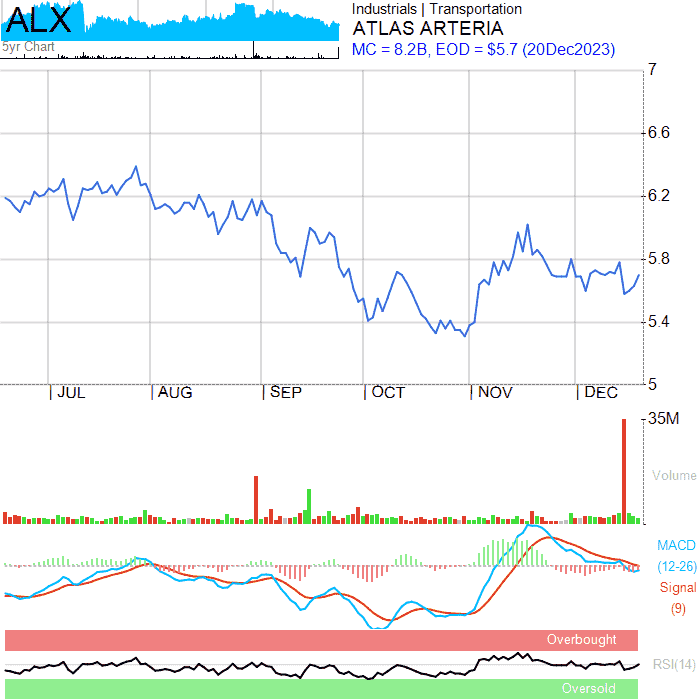 ALX
5yr Chart
Industrials | Transportation
ATLAS ARTERIA
MC = 8.2B, EOD = $5.7 (20Dec2023)
7
6.6
6.2
5.8
5.4
5
JUL AUG SEP OCT NOV DEC
35M
Volume
MACD
(12-26)
Signal
(9)
Overbought
RSI(14)
Oversold